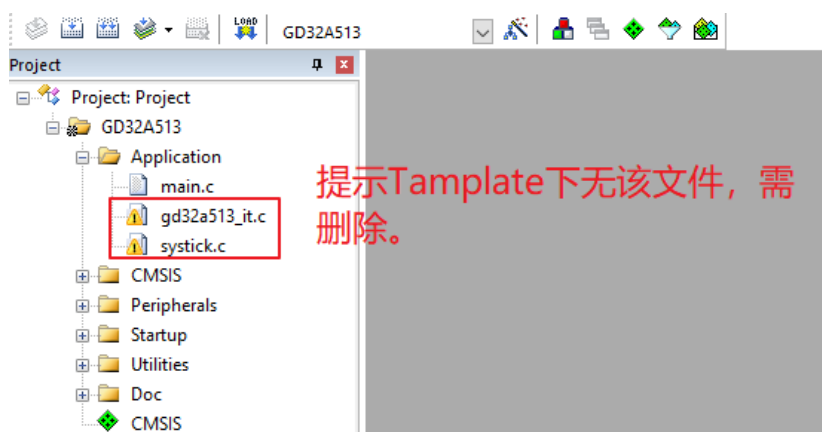 LOAD
GD32A513
Project
Project: Project
GD32A513
Application
main.c
gd32a513_it.c
systick.c
提示Tamplate下无该文件，需
删除。
CMSIS
Peripherals
Startup
Utilities
Doc
CMSIS